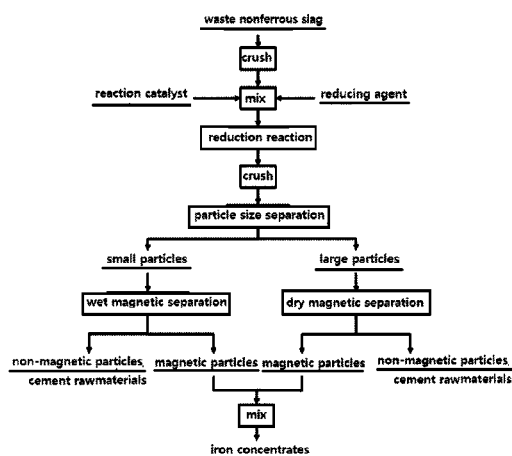 waste nonferrous slag
crush
reaction catalyst
mix
reducing agent
reduction reaction
crush
particle size separation
small particles
large particles
wet magnetic separation
dry magnetic separation
non-magnetic particles,
cement rawmaterials
magnetic particles
magnetic particles
non-magnetic particles,
cement rawmaterials
mix
iron concentrates